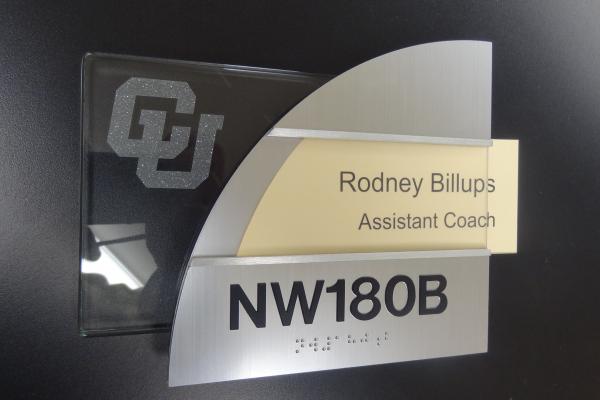 CU
Rodney Billups
Assistant Coach
NW180B